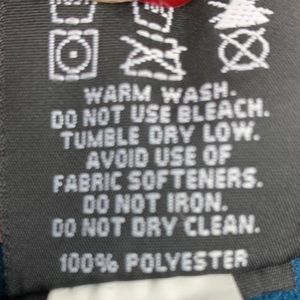 WARM WASH.
DO NOT USE BLEACH.
TUMBLE DRY LOW.
AVOID USE OF
FABRIC SOFTENERS.
DO NOT IRON.
DO NOT DRY CLEAN.
100% POLYESTER